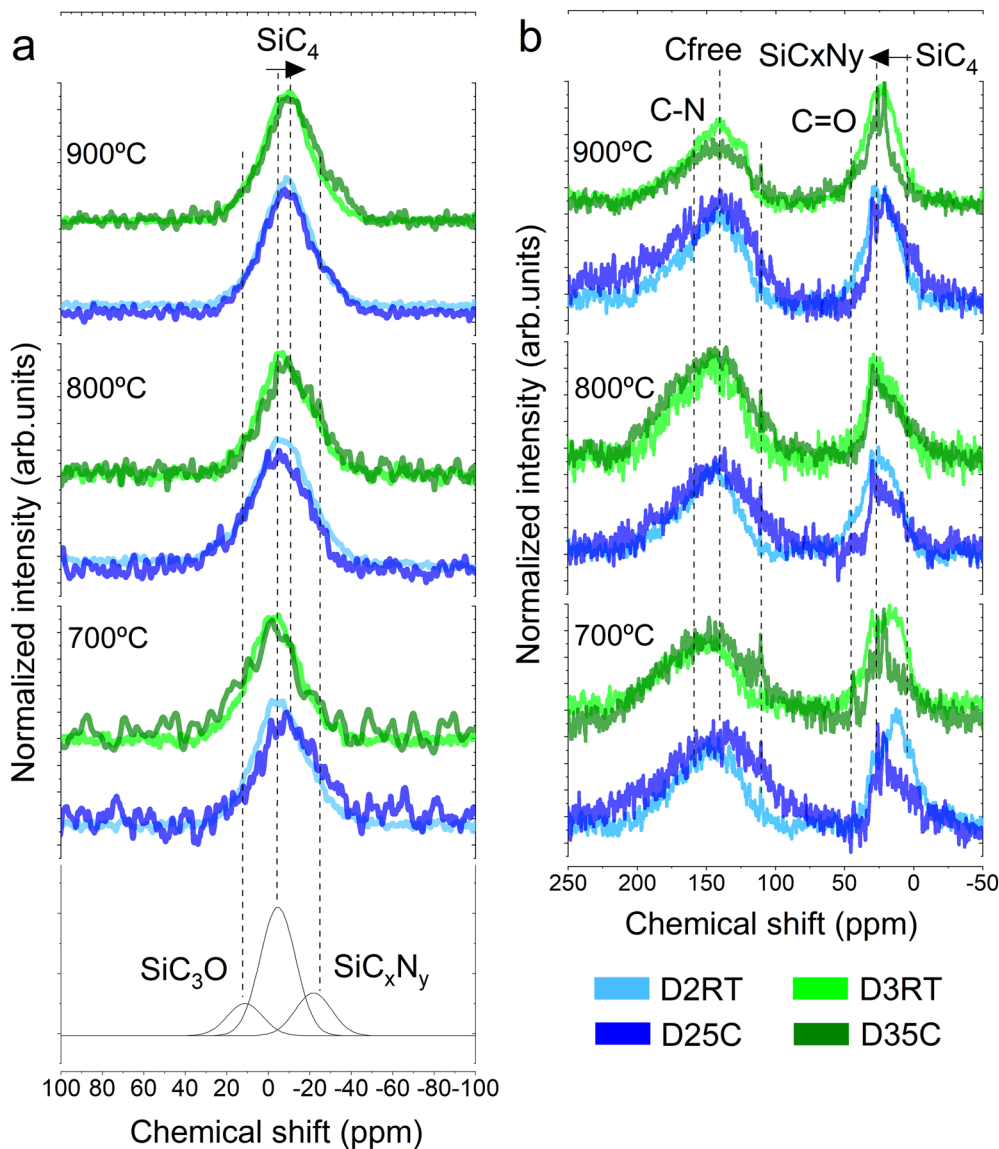 a
SiC₄
900ºC
800ºC
700ºC
SiC₃O
SiCₓNᵧ
Normalized intensity (arb.units)
100 80 60 40 20 0 -20 -40 -60 -80 -100
Chemical shift (ppm)
b
Cfree
SiCxNy
SiC₄
C-N
C=O
900ºC
800ºC
700ºC
Normalized intensity (arb.units)
250 200 150 100 50 0 -50
Chemical shift (ppm)
D2RT
D3RT
D25C
D35C